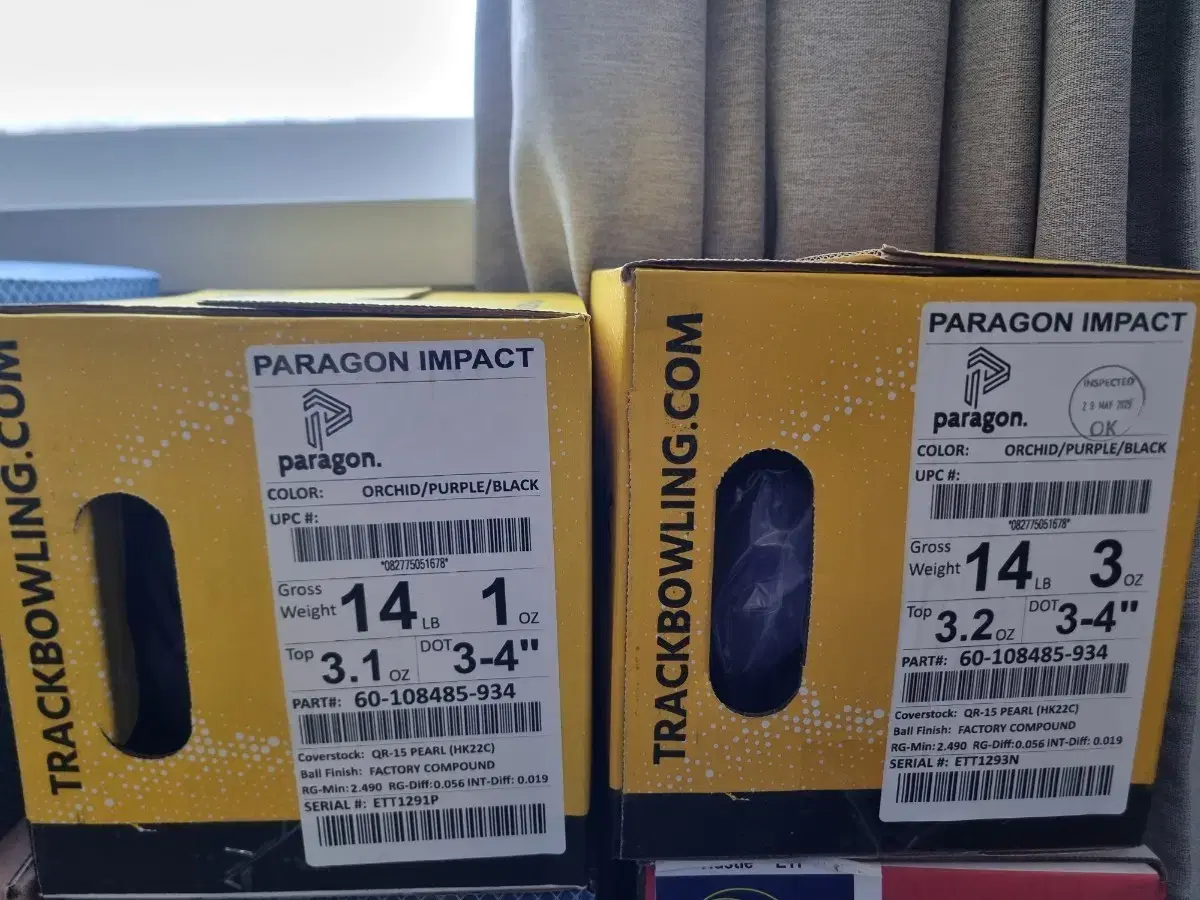 TRACKBOWLING.COM
PARAGON IMPACT
paragon.
COLOR: ORCHID/PURPLE/BLACK
UPC #:
*082775051678*
Gross Weight 14 LB 1 OZ
Top 3.1 OZ DOT 3-4"
PART#: 60-108485-934
Coverstock: QR-15 PEARL (HK22C)
Ball Finish: FACTORY COMPOUND
RG-Min: 2.490 RG-Diff: 0.056 INT-Diff: 0.019
SERIAL #: ETT1291P
TRACKBOWLING.COM
PARAGON IMPACT
paragon.
INSPECTED
29 MAY 2025
OK
COLOR: ORCHID/PURPLE/BLACK
UPC #:
*082775051678*
Gross Weight 14 LB 3 OZ
Top 3.2 OZ DOT 3-4"
PART#: 60-108485-934
Coverstock: QR-15 PEARL (HK22C)
Ball Finish: FACTORY COMPOUND
RG-Min: 2.490 RG-Diff: 0.056 INT-Diff: 0.019
SERIAL #: ETT1293N